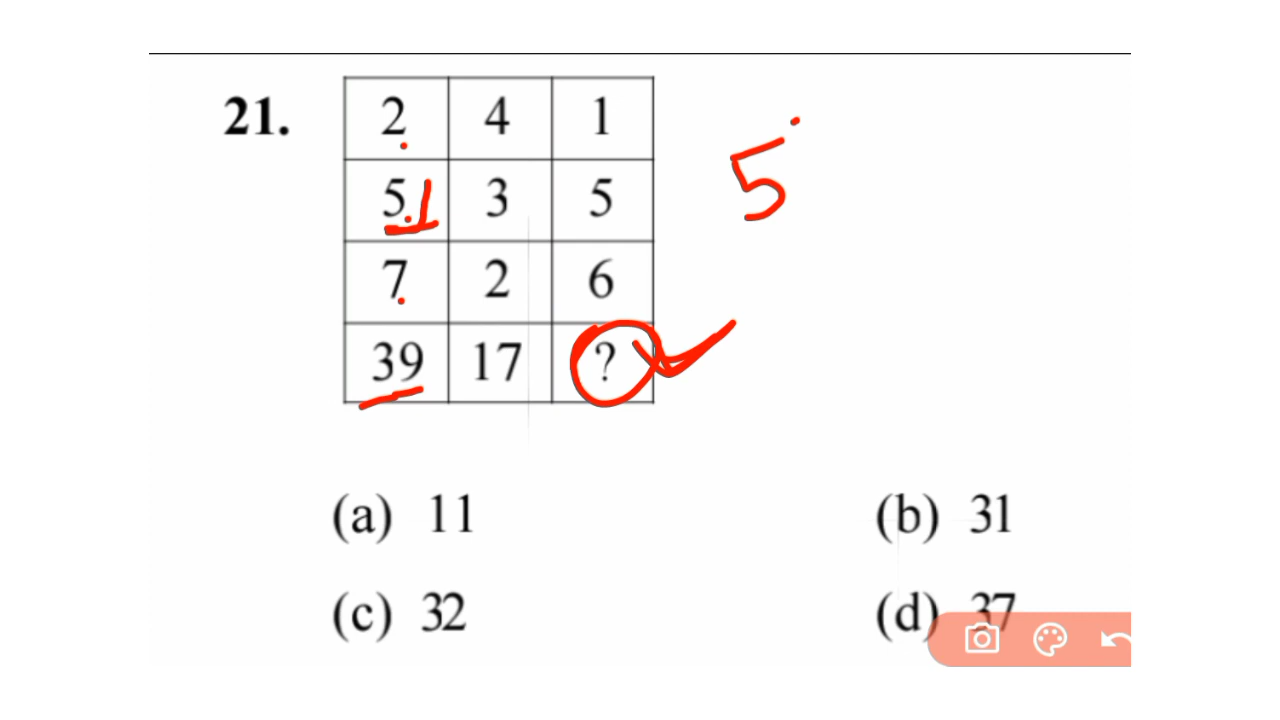 21.
2 4 1
5 3 5 5
7 2 6
39 17 ?
(a) 11 (b) 31
(c) 32 (d) 37